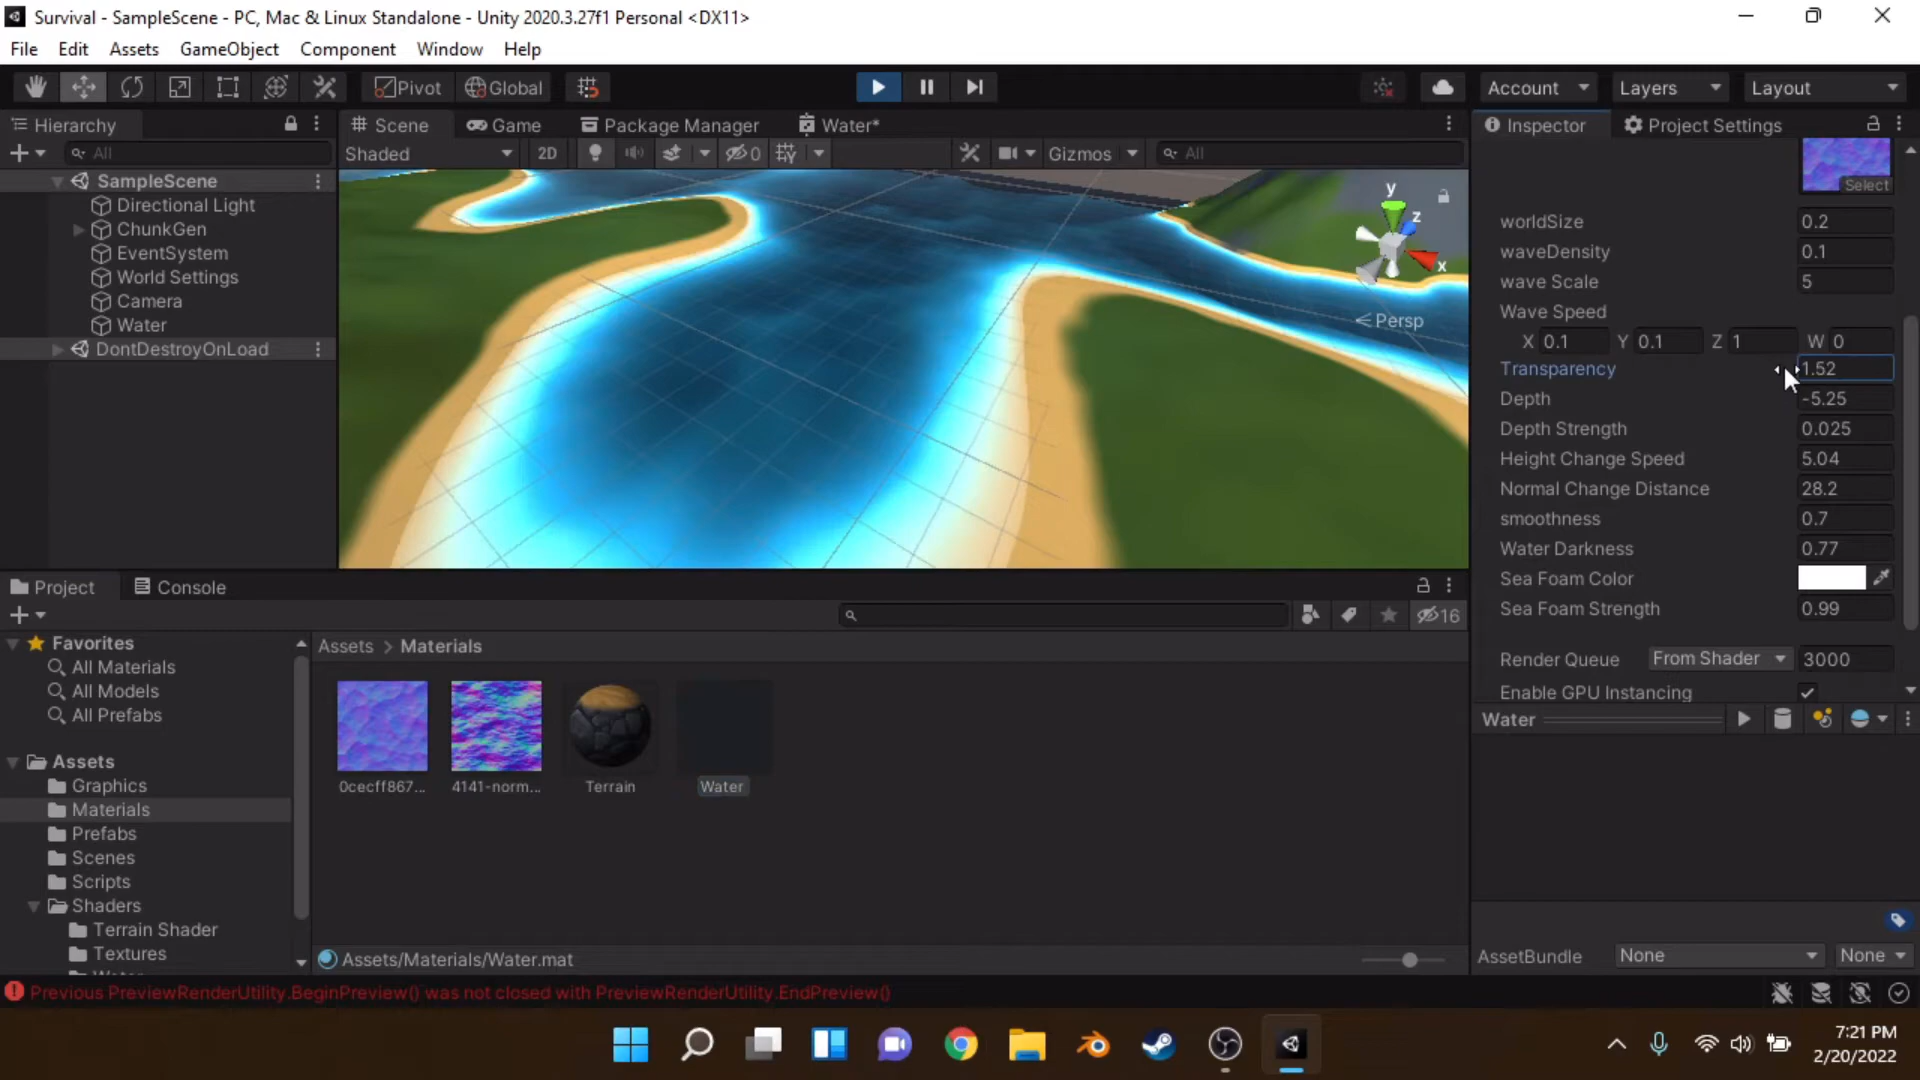 Survival - SampleScene - PC, Mac & Linux Standalone - Unity 2020.3.27f1 Personal <DX11>
File Edit Assets GameObject Component Window Help
Pivot Global Account Layers Layout
Hierarchy
All
SampleScene
Directional Light
ChunkGen
EventSystem
World Settings
Camera
Water
DontDestroyOnLoad
Scene Game Package Manager Water*
Shaded 2D 0 Gizmos All
y
z
x
Persp
Inspector Project Settings
Select
worldSize 0.2
waveDensity 0.1
wave Scale 5
Wave Speed
X 0.1 Y 0.1 Z 1 W 0
Transparency 1.52
Depth -5.25
Depth Strength 0.025
Height Change Speed 5.04
Normal Change Distance 28.2
smoothness 0.7
Water Darkness 0.77
Sea Foam Color
Sea Foam Strength 0.99
Render Queue From Shader 3000
Enable GPU Instancing
Water
AssetBundle None None
Project Console
16
Favorites
All Materials
All Models
All Prefabs
Assets
Graphics
Materials
Prefabs
Scenes
Scripts
Shaders
Terrain Shader
Textures
Assets > Materials
0cecff867... 4141-norm... Terrain Water
Assets/Materials/Water.mat
Previous PreviewRenderUtility.BeginPreview() was not closed with PreviewRenderUtility.EndPreview()
7:21 PM
2/20/2022